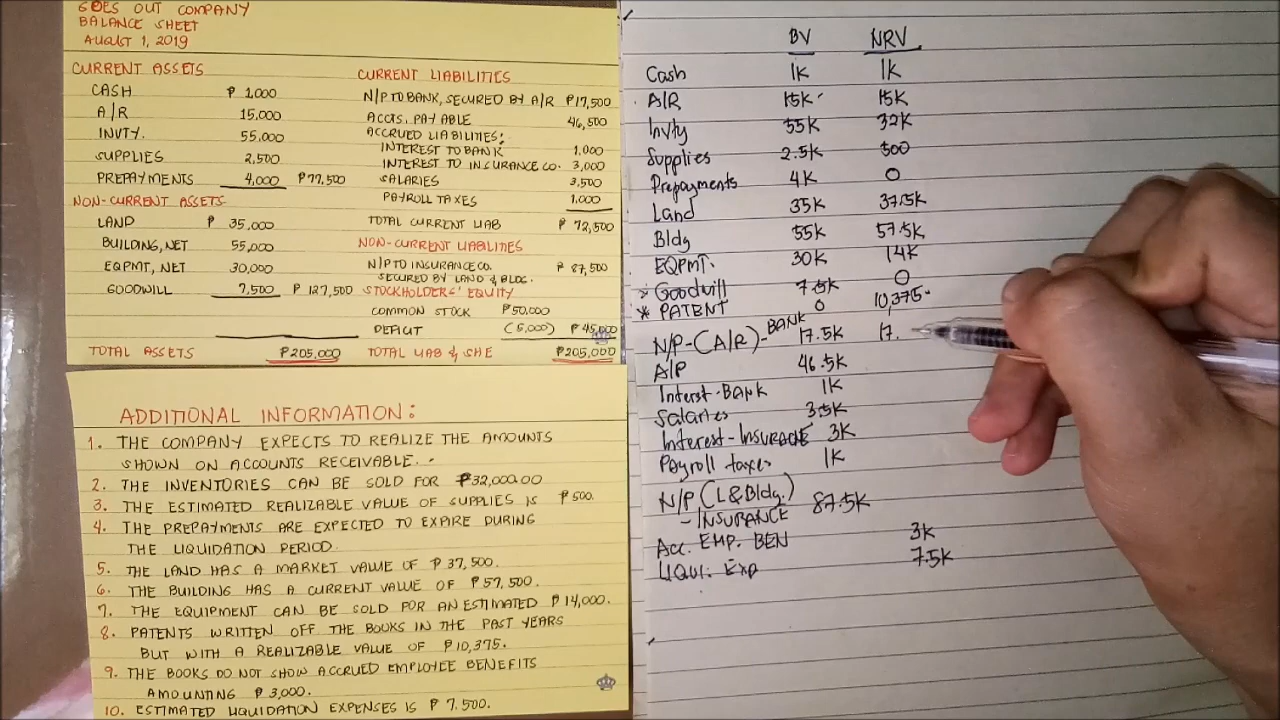 GOES OUT COMPANY
BALANCE SHEET
AUGUST 1, 2019
CURRENT ASSETS
CASH ₱ 1,000
A/R 15,000
INVTY. 55,000
SUPPLIES 2,500
PREPAYMENTS 4,000 ₱77,500
NON-CURRENT ASSETS
LAND ₱ 35,000
BUILDING, NET 55,000
EQPMT, NET 30,000
GOODWILL 7,500 ₱ 127,500
TOTAL ASSETS ₱205,000
CURRENT LIABILITIES
N/P TO BANK, SECURED BY A/R ₱17,500
ACCTS. PAYABLE 46,500
ACCRUED LIABILITIES:
INTEREST TO BANK 1,000
INTEREST TO INSURANCE CO. 3,000
SALARIES 3,500
PAYROLL TAXES 1,000
TOTAL CURRENT LIAB ₱ 72,500
NON-CURRENT LIABILITIES
N/P TO INSURANCE CO. ₱ 87,500
SECURED BY LAND & BLDG.
STOCKHOLDERS' EQUITY
COMMON STOCK ₱50,000
DEFICIT (5,000) ₱ 45,000
TOTAL LIAB & SHE ₱205,000
ADDITIONAL INFORMATION:
1. THE COMPANY EXPECTS TO REALIZE THE AMOUNTS
SHOWN ON ACCOUNTS RECEIVABLE.
2. THE INVENTORIES CAN BE SOLD FOR ₱32,000.00
3. THE ESTIMATED REALIZABLE VALUE OF SUPPLIES IS ₱500.
4. THE PREPAYMENTS ARE EXPECTED TO EXPIRE DURING
THE LIQUIDATION PERIOD.
5. THE LAND HAS A MARKET VALUE OF ₱ 37,500.
6. THE BUILDING HAS A CURRENT VALUE OF ₱ 57,500.
7. THE EQUIPMENT CAN BE SOLD FOR AN ESTIMATED ₱14,000.
8. PATENTS WRITTEN OFF THE BOOKS IN THE PAST YEARS
BUT WITH A REALIZABLE VALUE OF ₱10,375.
9. THE BOOKS DO NOT SHOW ACCRUED EMPLOYEE BENEFITS
AMOUNTING ₱ 3,000.
10. ESTIMATED LIQUIDATION EXPENSES IS ₱ 7,500.
BV NRV
Cash 1K 1K
A/R 15K 15K
Invty 55K 32K
Supplies 2.5K 500
Prepayments 4K 0
Land 35K 37.5K
Bldg 55K 57.5K
EQPMT. 30K 14K
* Goodwill 7.5K 0
* PATENT 0 10,375
N/P-(A/R)-BANK 17.5K 17.
A/P 46.5K
Interest-BANK 1K
Salaries 3.5K
Interest-INSURANCE 3K
Payroll taxes 1K
N/P (L&Bldg.)
- INSURANCE 87.5K
Acc. EMP. BEN 3K
LIQUI. EXP 7.5K